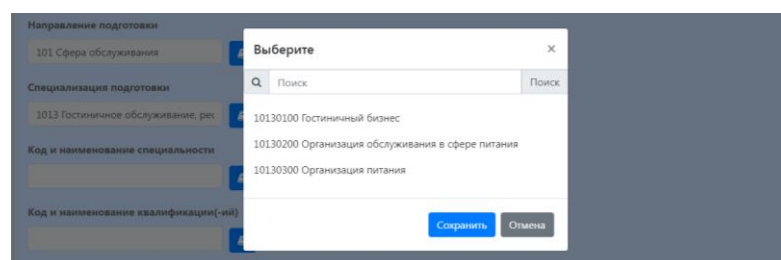 Направление подготовки
101 Сфера обслуживания
Выберите ×
Поиск Поиск
Специализация подготовки
1013 Гостиничное обслуживание, рес
10130100 Гостиничный бизнес
10130200 Организация обслуживания в сфере питания
Код и наименование специальности
10130300 Организация питания
Код и наименование квалификации(-ий)
Сохранить Отмена